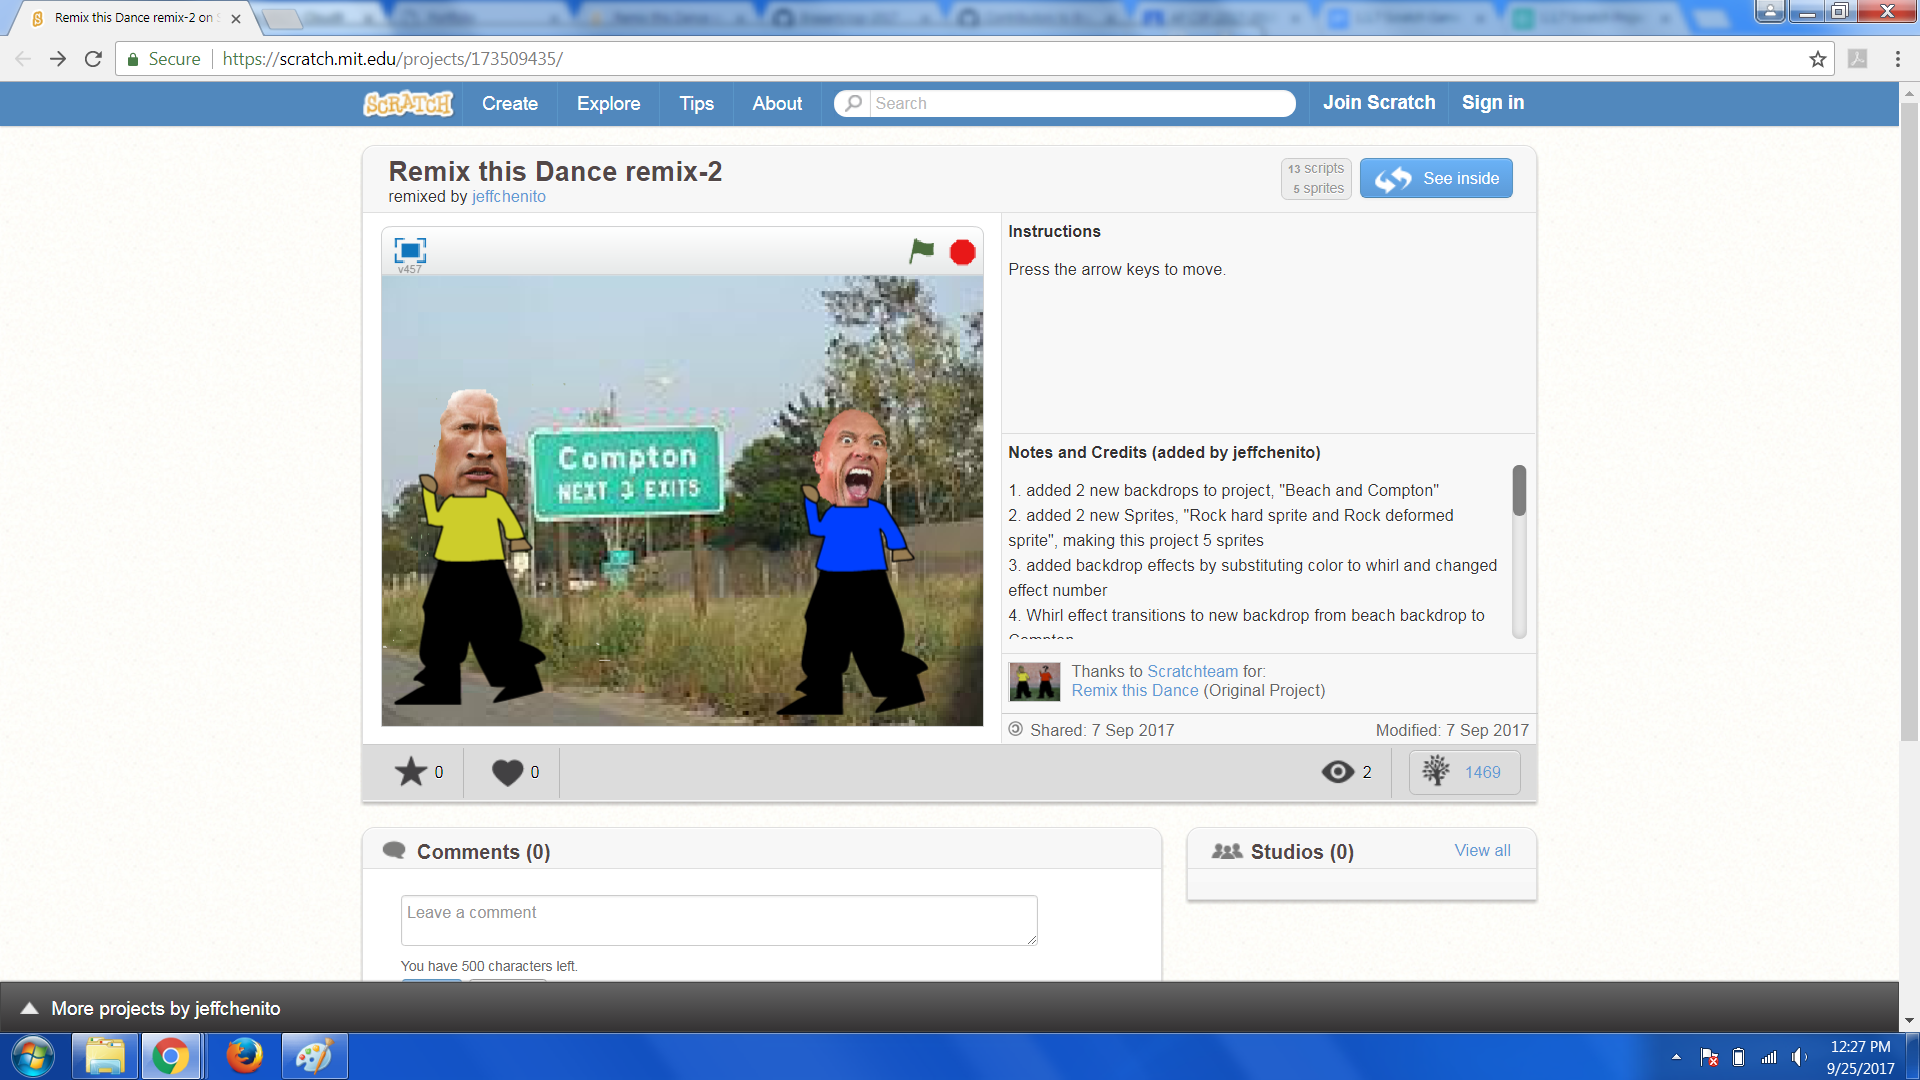 Remix this Dance remix-2 on S
Secure
https://scratch.mit.edu/projects/173509435/
SCRATCH
Create
Explore
Tips
About
Search
Join Scratch
Sign in
Remix this Dance remix-2
remixed by jeffchenito
13 scripts
5 sprites
See inside
v457
Compton
NEXT 3 EXITS
Instructions
Press the arrow keys to move.
Notes and Credits (added by jeffchenito)
1. added 2 new backdrops to project, "Beach and Compton"
2. added 2 new Sprites, "Rock hard sprite and Rock deformed
sprite", making this project 5 sprites
3. added backdrop effects by substituting color to whirl and changed
effect number
4. Whirl effect transitions to new backdrop from beach backdrop to
Compton
Thanks to Scratchteam for:
Remix this Dance (Original Project)
Shared: 7 Sep 2017
Modified: 7 Sep 2017
0
0
2
1469
Comments (0)
Leave a comment
You have 500 characters left.
Studios (0)
View all
More projects by jeffchenito
12:27 PM
9/25/2017